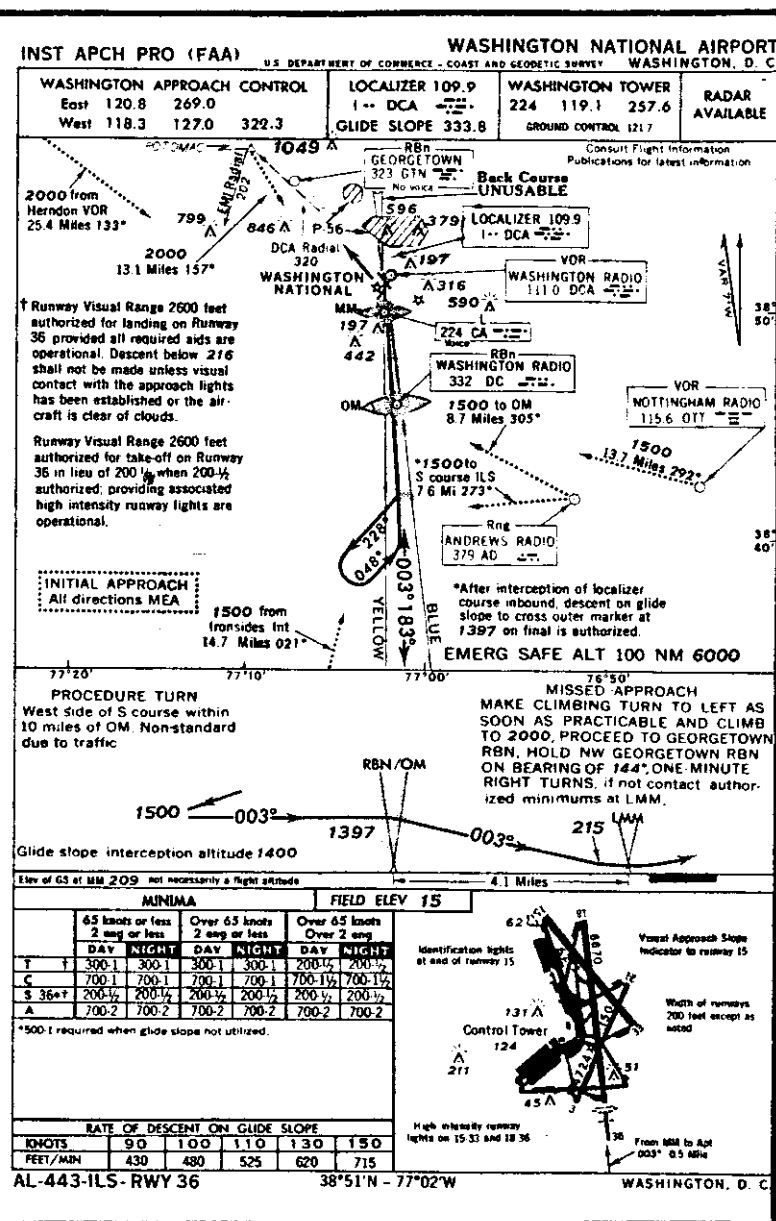 INST APCH PRO (FAA)
WASHINGTON NATIONAL AIRPORT
U.S. DEPARTMENT OF COMMERCE - COAST AND GEODETIC SURVEY
WASHINGTON, D. C.
WASHINGTON APPROACH CONTROL
East 120.8 269.0
West 118.3 127.0 322.3
LOCALIZER 109.9
I-- DCA
GLIDE SLOPE 333.8
WASHINGTON TOWER
224 119.1 257.6
GROUND CONTROL 121.7
RADAR
AVAILABLE
POTOMAC
1049
RBn
GEORGETOWN
323 GTN
No voice
Consult Flight Information
Publications for latest information
Back Course
UNUSABLE
2000 from
Herndon VOR
25.4 Miles 133°
EMI Radial
202
799
846
P-56
596
379
LOCALIZER 109.9
I-- DCA
2000
13.1 Miles 157°
DCA Radial
320
197
WASHINGTON
NATIONAL
VOR
WASHINGTON RADIO
111.0 DCA
316
590
VAR 7°W
38°
50'
† Runway Visual Range 2600 feet
authorized for landing on Runway
36 provided all required aids are
operational. Descent below 216
shall not be made unless visual
contact with the approach lights
has been established or the air-
craft is clear of clouds.
MM
197
442
224 CA
Voice
RBn
WASHINGTON RADIO
332 DC
OM
VOR
NOTTINGHAM RADIO
115.6 OTT
1500 to OM
8.7 Miles 305°
1500
13.7 Miles 292°
Runway Visual Range 2600 feet
authorized for take-off on Runway
36 in lieu of 200-½ when 200-½
authorized; providing associated
high intensity runway lights are
operational.
*1500 to
S course ILS
7.6 Mi 273°
Rng
ANDREWS RADIO
379 AD
38°
40'
228°
048°
INITIAL APPROACH
All directions MEA
003°
183°
YELLOW
BLUE
1500 from
Ironsides Int
14.7 Miles 021°
*After interception of localizer
course inbound, descent on glide
slope to cross outer marker at
1397 on final is authorized.
EMERG SAFE ALT 100 NM 6000
77°20'
77°10'
77°00'
76°50'
PROCEDURE TURN
West side of S course within
10 miles of OM. Non-standard
due to traffic
MISSED APPROACH
MAKE CLIMBING TURN TO LEFT AS
SOON AS PRACTICABLE AND CLIMB
TO 2000, PROCEED TO GEORGETOWN
RBN, HOLD NW GEORGETOWN RBN
ON BEARING OF 144°, ONE-MINUTE
RIGHT TURNS, if not contact author-
ized minimums at LMM.
RBN/OM
1500
003°
1397
003°
215
LMM
Glide slope interception altitude 1400
Elev of GS at MM 209 not necessarily a flight altitude
4.1 Miles
MINIMA
FIELD ELEV 15
65 knots or less 2 eng or less
Over 65 knots 2 eng or less
Over 65 knots Over 2 eng
DAY NIGHT DAY NIGHT DAY NIGHT
T † 300-1 300-1 300-1 300-1 200-½ 200-½
C 700-1 700-1 700-1 700-1 700-1½ 700-1½
S 36*† 200-½ 200-½ 200-½ 200-½ 200-½ 200-½
A 700-2 700-2 700-2 700-2 700-2 700-2
*500-1 required when glide slope not utilized.
RATE OF DESCENT ON GLIDE SLOPE
KNOTS 90 100 110 130 150
FEET/MIN 430 480 525 620 715
62
18
6870
Identification lights
at end of runway 15
Visual Approach Slope
Indicator to runway 15
21
33
Width of runways
200 feet except as
noted
131
Control Tower
124
211
51
45
3
36
High intensity runway
lights on 15-33 and 18-36
From MM to Apt
003° 0.5 Mile
AL-443-ILS-RWY 36
38°51'N - 77°02'W
WASHINGTON, D. C.